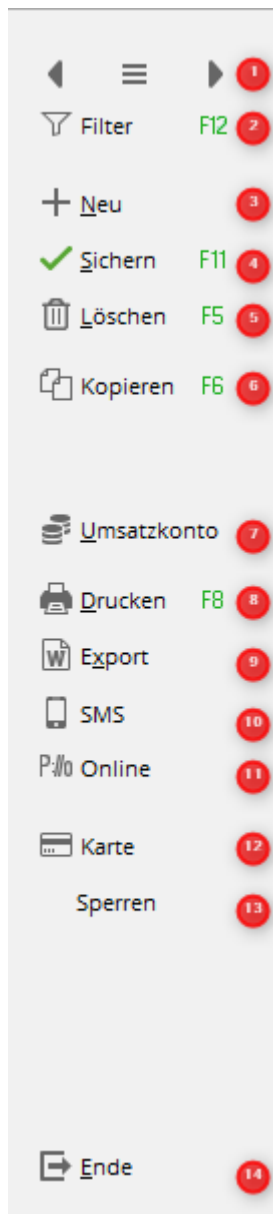 1
Filter F12 2
Neu 3
Sichern F11 4
Löschen F5 5
Kopieren F6 6
Umsatzkonto 7
Drucken F8 8
W Export 9
SMS 10
P:// Online 11
Karte 12
Sperren 13
Ende 14